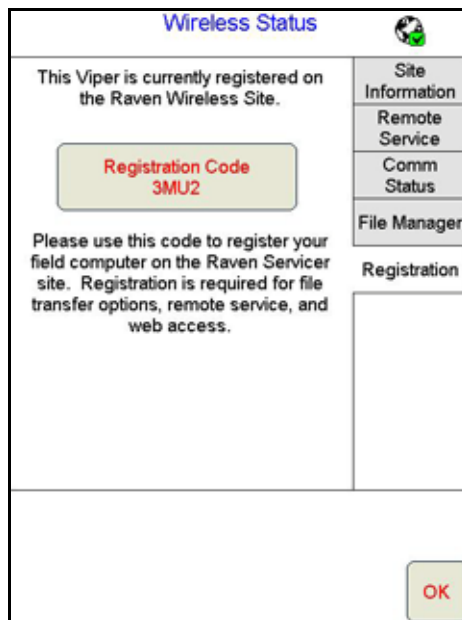 Wireless Status
This Viper is currently registered on
the Raven Wireless Site.
Registration Code
3MU2
Please use this code to register your
field computer on the Raven Servicer
site. Registration is required for file
transfer options, remote service, and
web access.
Site
Information
Remote
Service
Comm
Status
File Manager
Registration
OK